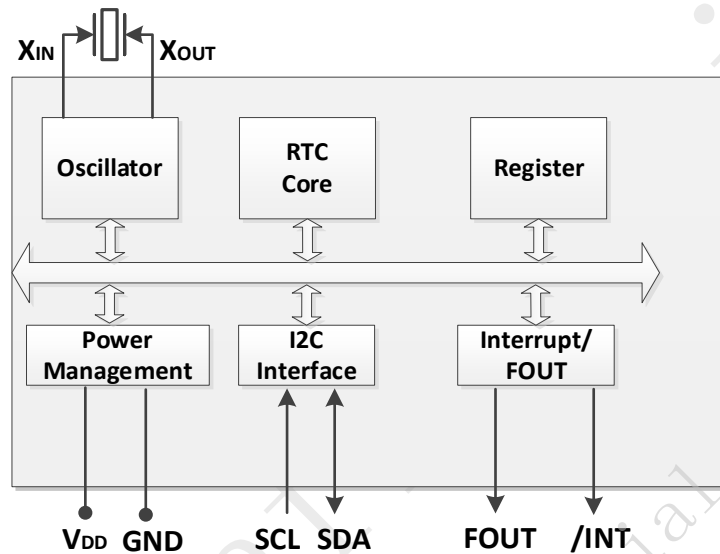 XIN
XOUT
Oscillator
RTC
Core
Register
Power
Management
I2C
Interface
Interrupt/
FOUT
VDD
GND
SCL
SDA
FOUT
/INT